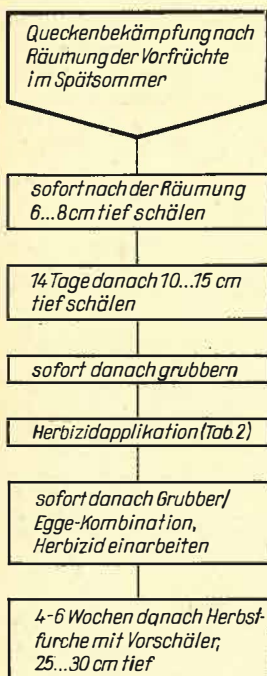 Queckenbekämpfung nach
Räumung der Vorfrüchte
im Spätsommer
sofort nach der Räumung
6...8 cm tief schälen
14 Tage danach 10...15 cm
tief schälen
sofort danach grubbern
Herbizidapplikation (Tab. 2)
sofort danach Grubber/
Egge-Kombination,
Herbizid einarbeiten
4-6 Wochen danach Herbst-
furche mit Vorschäler,
25...30 cm tief